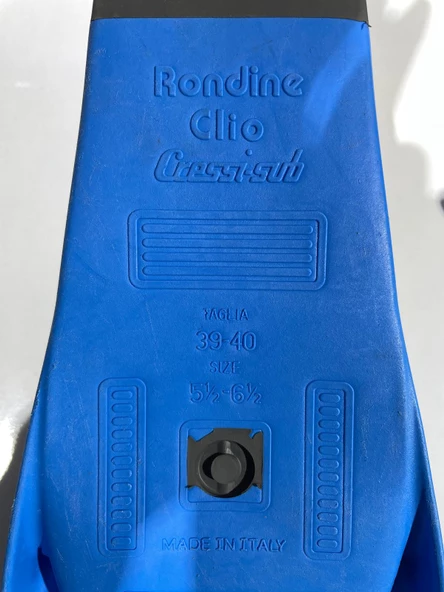 Rondine
Clio
Cressi-sub
TAGLIA
39-40
SIZE
5½-6½
MADE IN ITALY